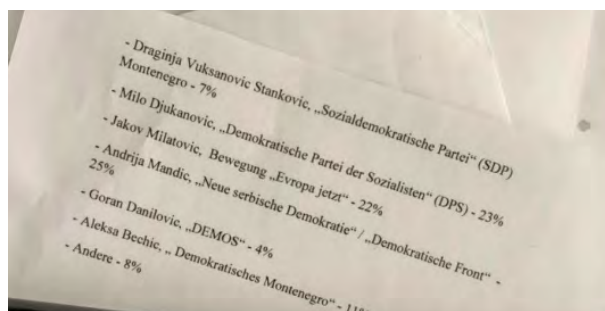 - Draginja Vuksanovic Stankovic, „Sozialdemokratische Partei“ (SDP)
Montenegro - 7%
- Milo Djukanovic, „Demokratische Partei der Sozialisten“ (DPS) - 23%
- Jakov Milatovic, Bewegung „Evropa jetzt“ - 22%
- Andrija Mandic, „Neue serbische Demokratie“ / „Demokratische Front“ -
25%
- Goran Danilovic, „DEMOS“ - 4%
- Aleksa Bechic, „ Demokratisches Montenegro“ - 11%
- Andere - 8%